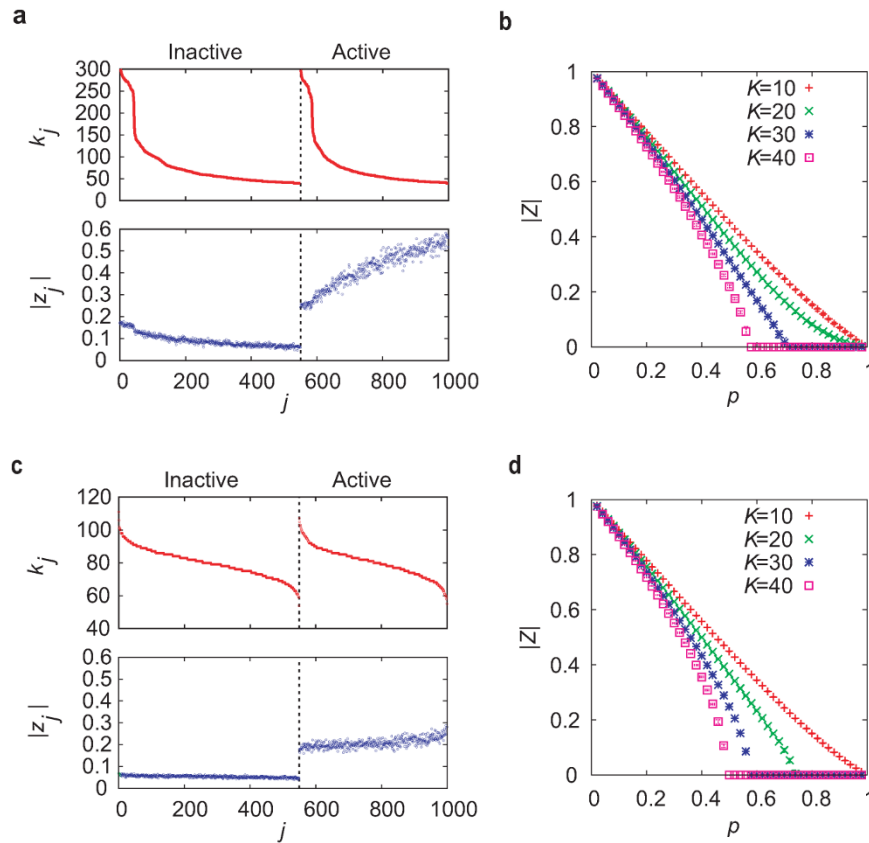 a
Inactive Active
300
250
200
150
100
50
0
k_j
0.6
0.5
0.4
0.3
0.2
0.1
0
|z_j|
0 200 400 600 800 1000
j
b
1
0.8
0.6
0.4
0.2
0
|Z|
K=10
K=20
K=30
K=40
0 0.2 0.4 0.6 0.8 1
p
c
Inactive Active
120
100
80
60
40
k_j
0.6
0.5
0.4
0.3
0.2
0.1
0
|z_j|
0 200 400 600 800 1000
j
d
1
0.8
0.6
0.4
0.2
0
|Z|
K=10
K=20
K=30
K=40
0 0.2 0.4 0.6 0.8 1
p